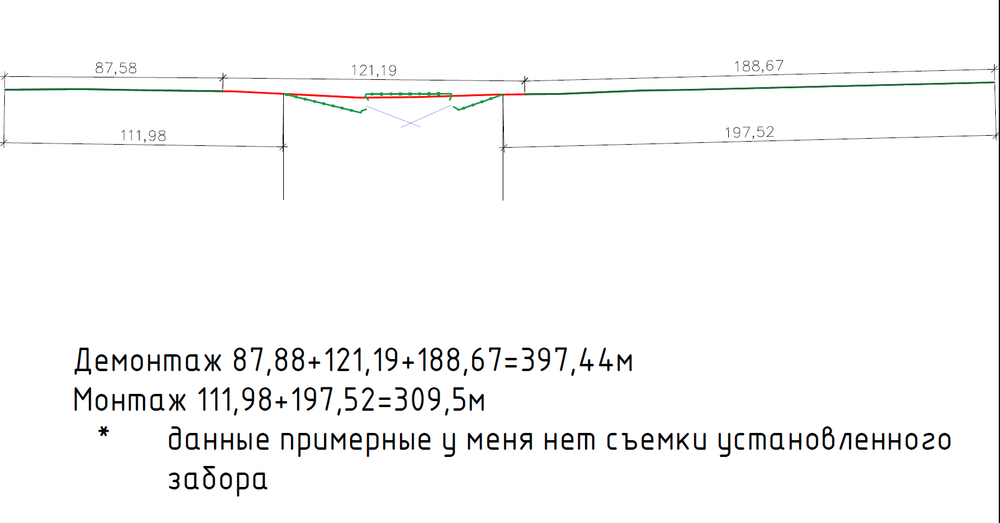 87,58
121,19
188,67
111,98
197,52
Демонтаж 87,88+121,19+188,67=397,44м
Монтаж 111,98+197,52=309,5м
* данные примерные у меня нет съемки установленного
забора